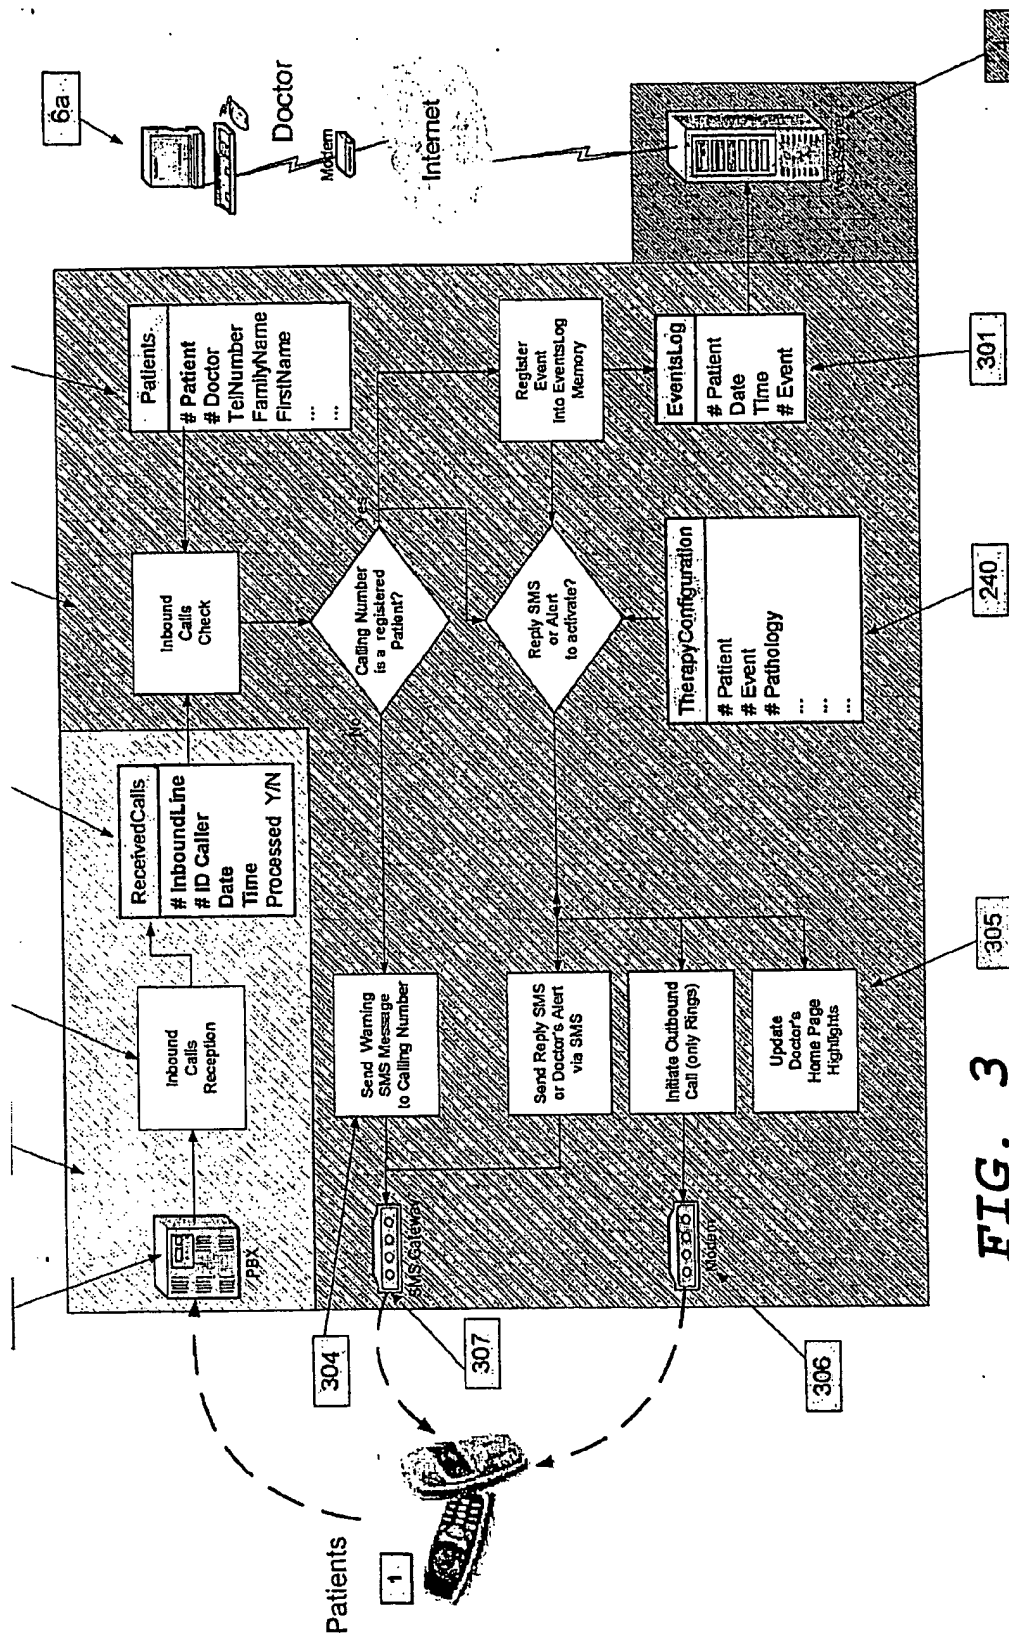 6a
Doctor
Modem
Internet
Patients
# Patient
# Doctor
TelNumber
FamilyName
FirstName
...
...
Inbound
Calls
Check
ReceivedCalls
# InboundLine
# ID Caller
Date
Time
Processed Y/N
Inbound
Calls
Reception
PBX
Calling Number
is a registered
Patient?
Yes
No
Register
Event
Into EventsLog
Memory
EventsLog
# Patient
Date
Time
# Event
Reply SMS
or Alert
to activate?
TherapyConfiguration
# Patient
# Event
# Pathology
...
...
...
Send Warning
SMS Message
to Calling Number
Send Reply SMS
or Doctor's Alert
via SMS
Initiate Outbound
Call (only Rings)
Update
Doctor's
Home Page
Highlights
SMS Gateway
Modem
Patients
1
304
307
306
305
240
301
4
FIG. 3